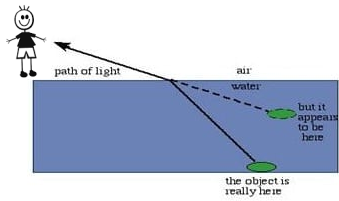 path of light
air
water
but it
appears
to be
here
the object is
really here